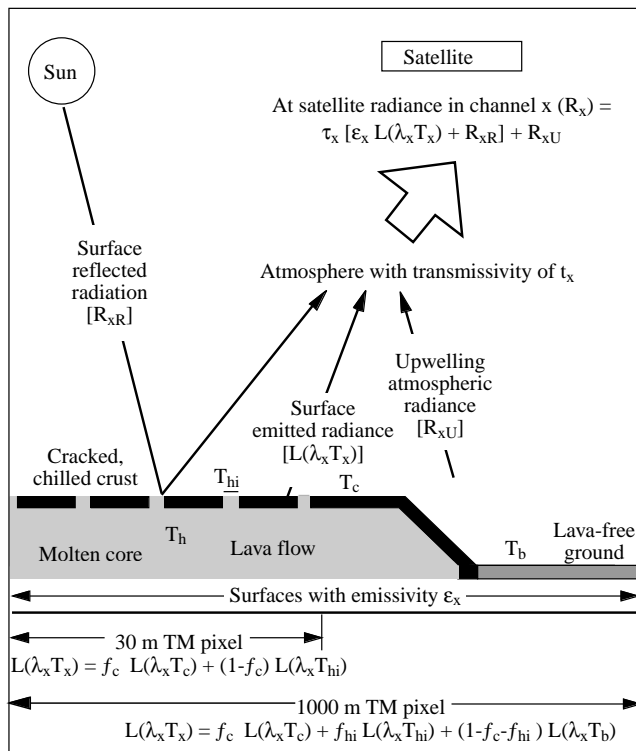 Sun
Satellite
At satellite radiance in channel x (Rₓ) =
τₓ [εₓ L(λₓTₓ) + RₓR] + RₓU
Surface
reflected
radiation
[RₓR]
Atmosphere with transmissivity of tₓ
Upwelling
atmospheric
radiance
[RₓU]
Surface
emitted radiance
[L(λₓTₓ)]
Cracked,
chilled crust
Thi
Tc
Th
Molten core
Lava flow
Tb
Lava-free
ground
Surfaces with emissivity εₓ
30 m TM pixel
L(λₓTₓ) = fc L(λₓTc) + (1-fc) L(λₓThi)
1000 m TM pixel
L(λₓTₓ) = fc L(λₓTc) + fhi L(λₓThi) + (1-fc-fhi ) L(λₓTb)